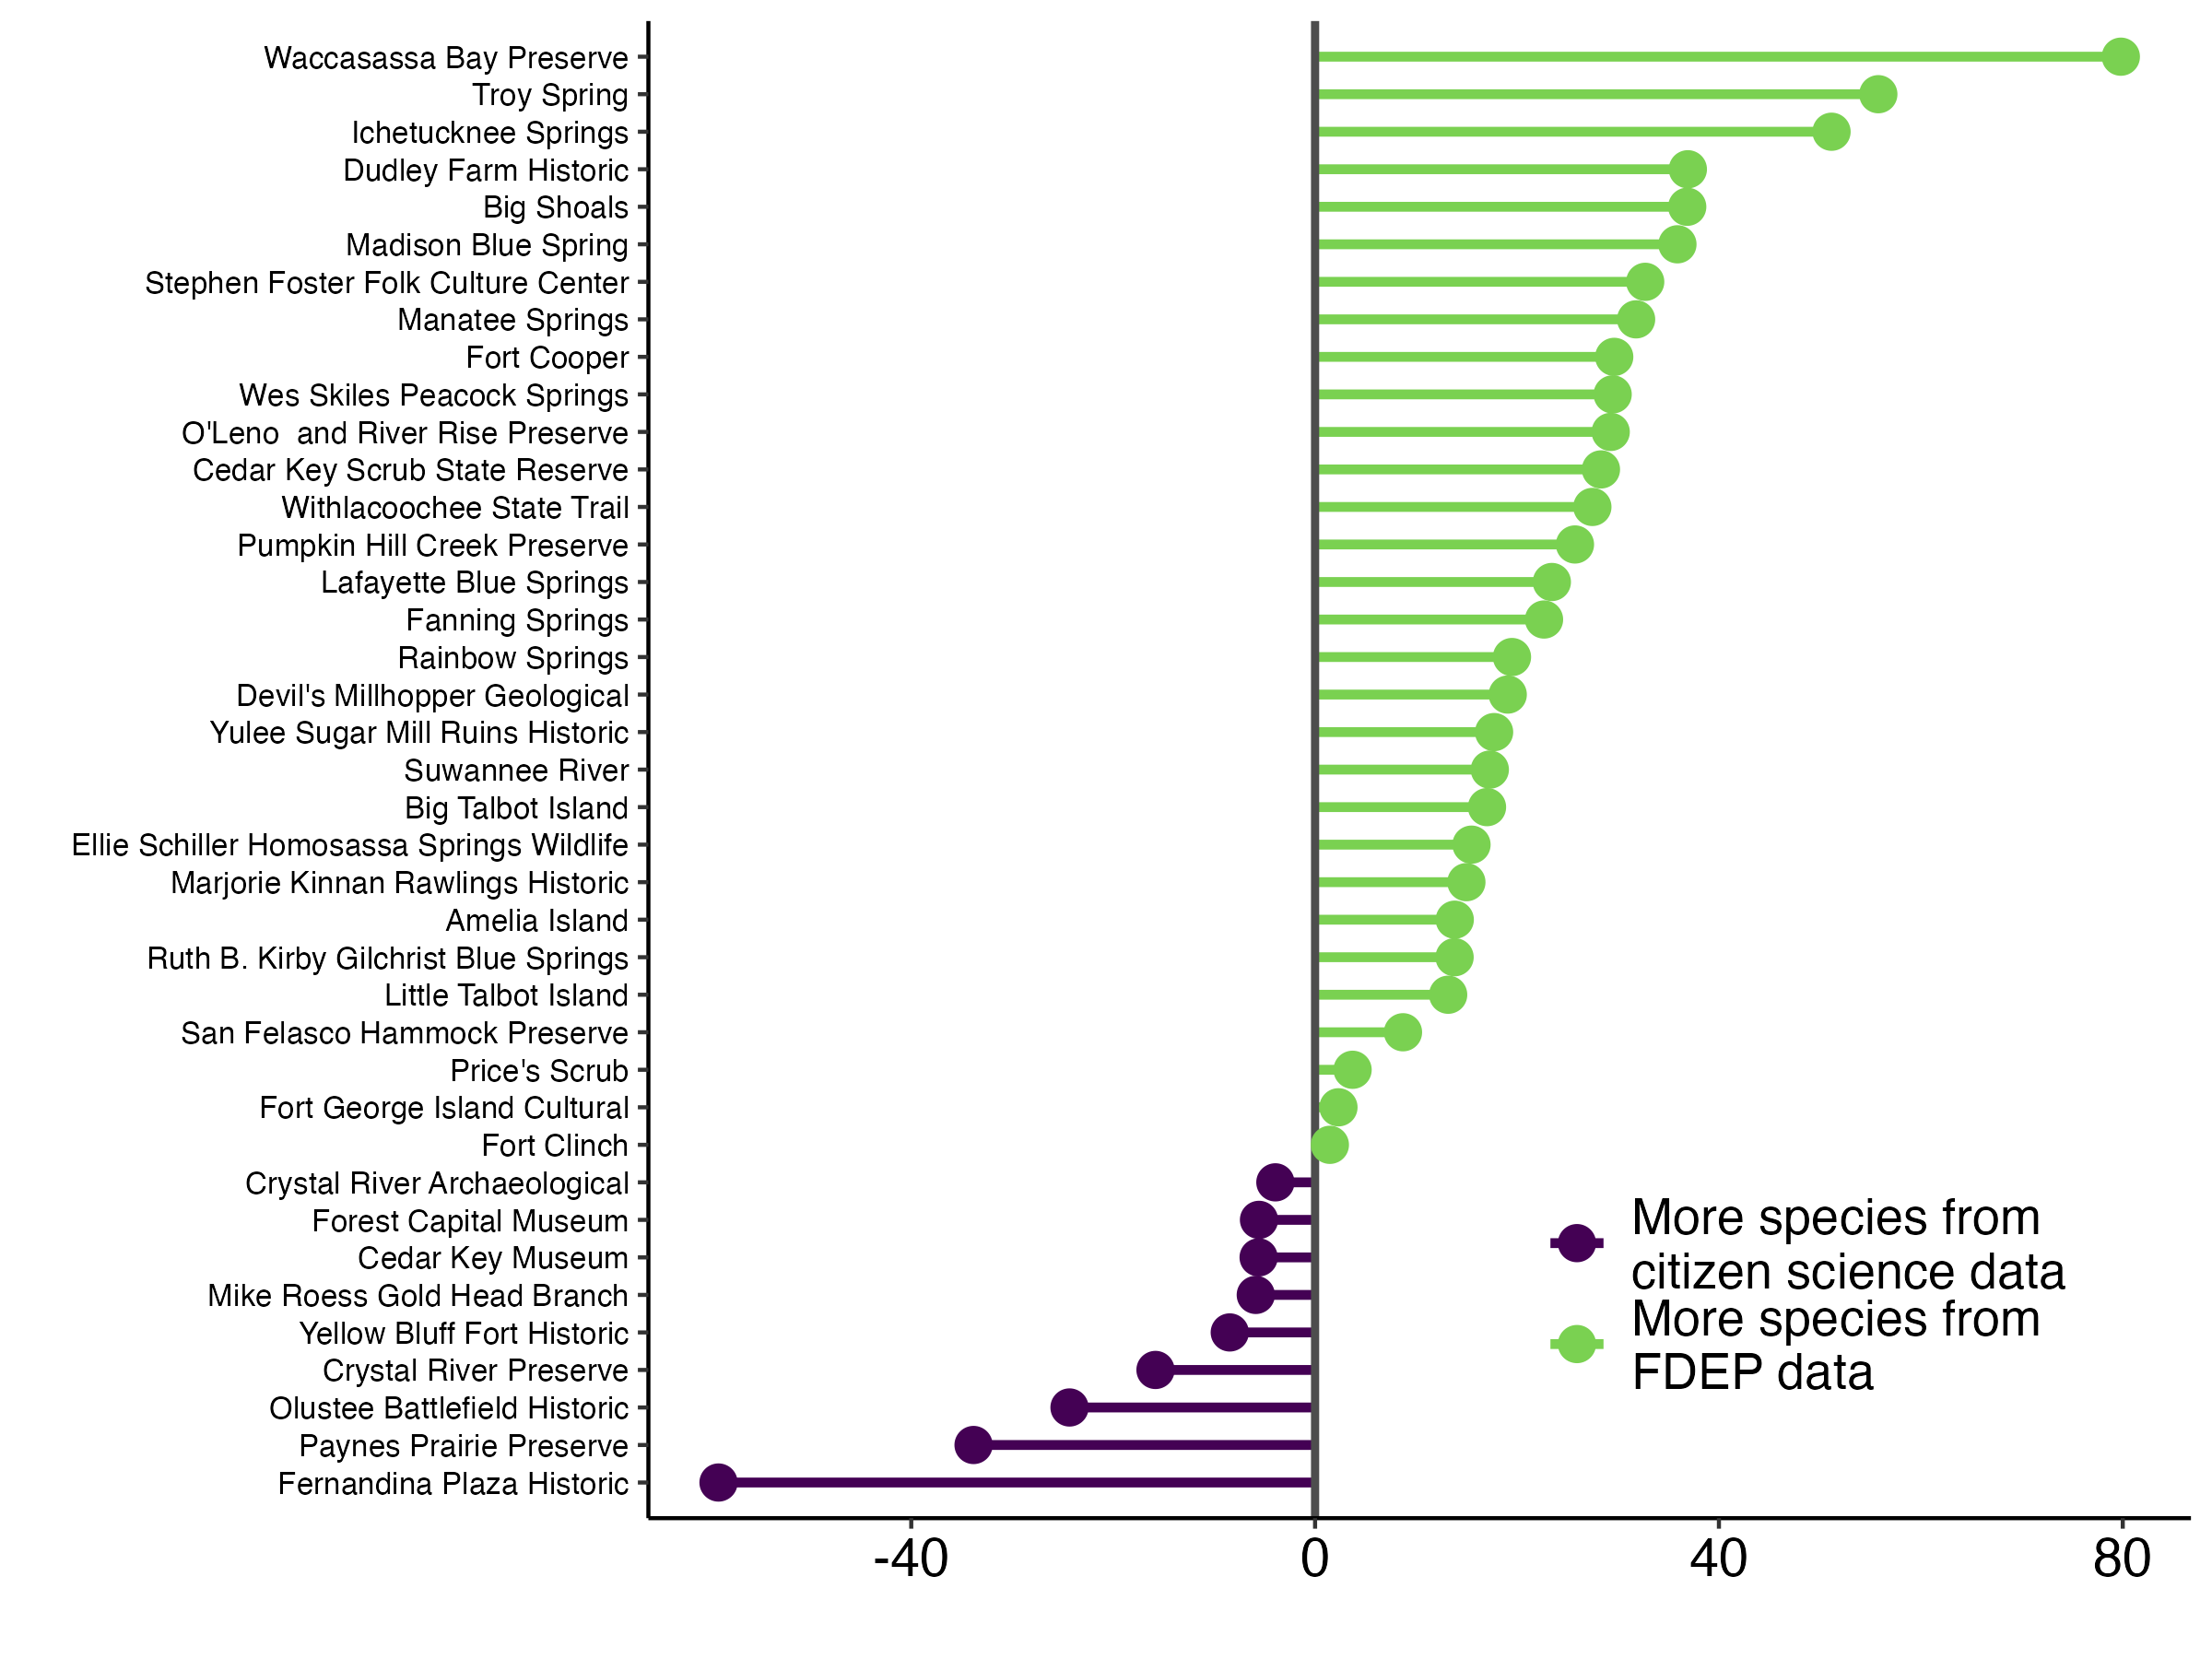 Waccasassa Bay Preserve
Troy Spring
Ichetucknee Springs
Dudley Farm Historic
Big Shoals
Madison Blue Spring
Stephen Foster Folk Culture Center
Manatee Springs
Fort Cooper
Wes Skiles Peacock Springs
O'Leno  and River Rise Preserve
Cedar Key Scrub State Reserve
Withlacoochee State Trail
Pumpkin Hill Creek Preserve
Lafayette Blue Springs
Fanning Springs
Rainbow Springs
Devil's Millhopper Geological
Yulee Sugar Mill Ruins Historic
Suwannee River
Big Talbot Island
Ellie Schiller Homosassa Springs Wildlife
Marjorie Kinnan Rawlings Historic
Amelia Island
Ruth B. Kirby Gilchrist Blue Springs
Little Talbot Island
San Felasco Hammock Preserve
Price's Scrub
Fort George Island Cultural
Fort Clinch
Crystal River Archaeological
Forest Capital Museum
Cedar Key Museum
Mike Roess Gold Head Branch
Yellow Bluff Fort Historic
Crystal River Preserve
Olustee Battlefield Historic
Paynes Prairie Preserve
Fernandina Plaza Historic
More species from
citizen science data
More species from
FDEP data
-40 0 40 80